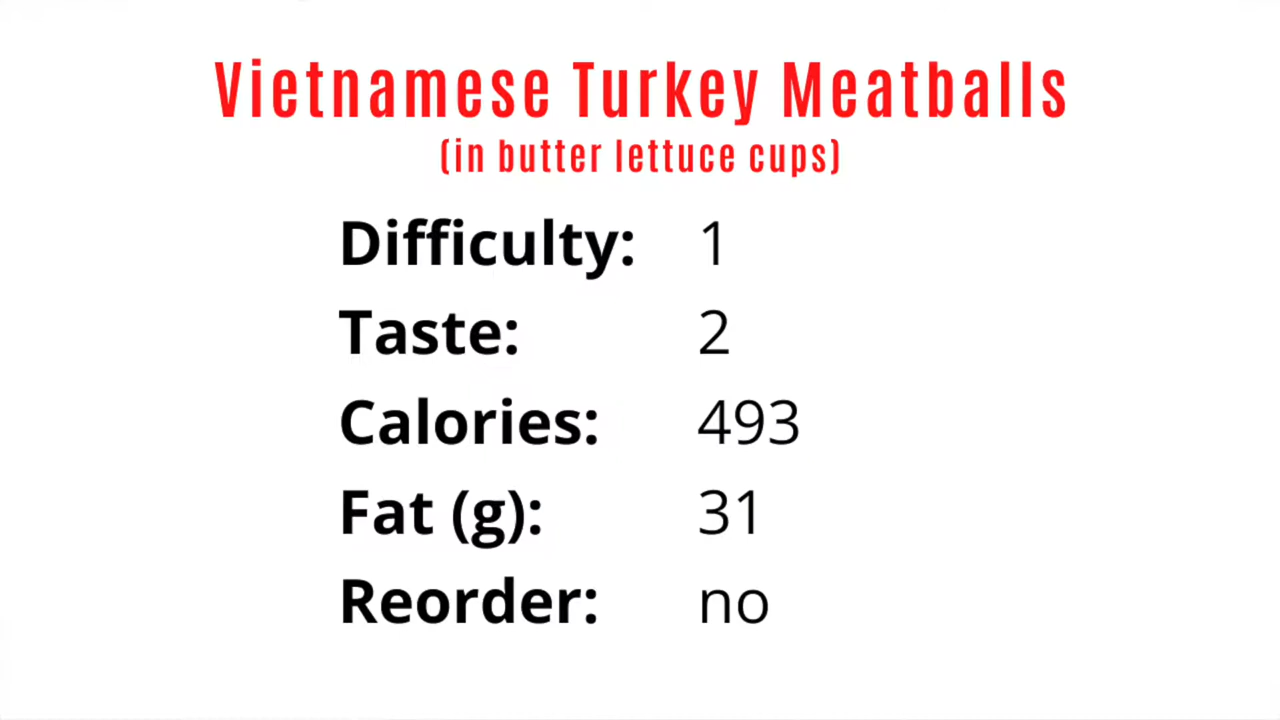 Vietnamese Turkey Meatballs
(in butter lettuce cups)
Difficulty: 1
Taste: 2
Calories: 493
Fat (g): 31
Reorder: no